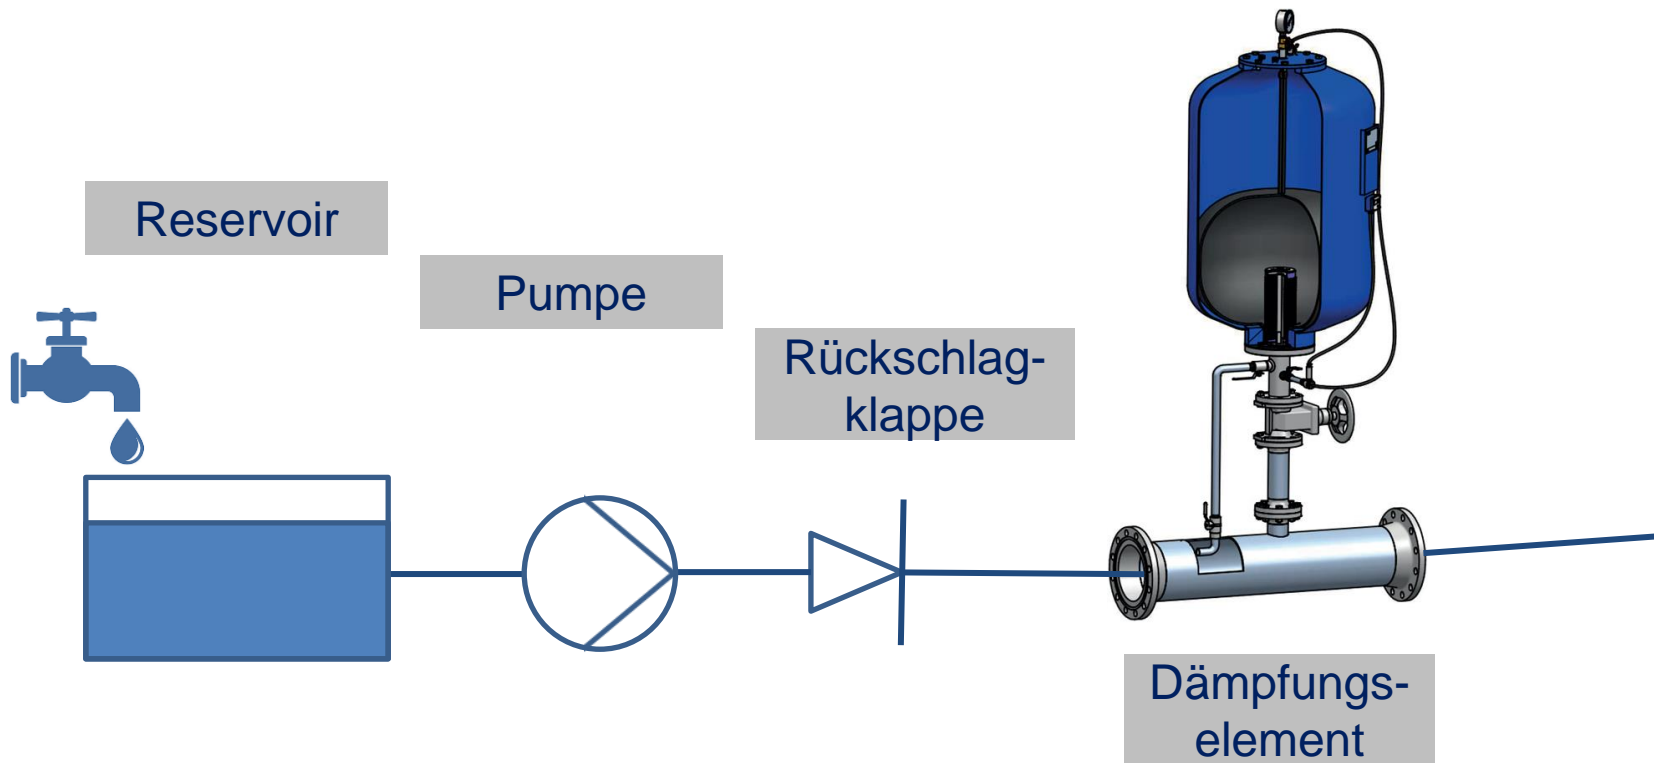 Reservoir
Pumpe
Rückschlag-
klappe
Dämpfungs-
element